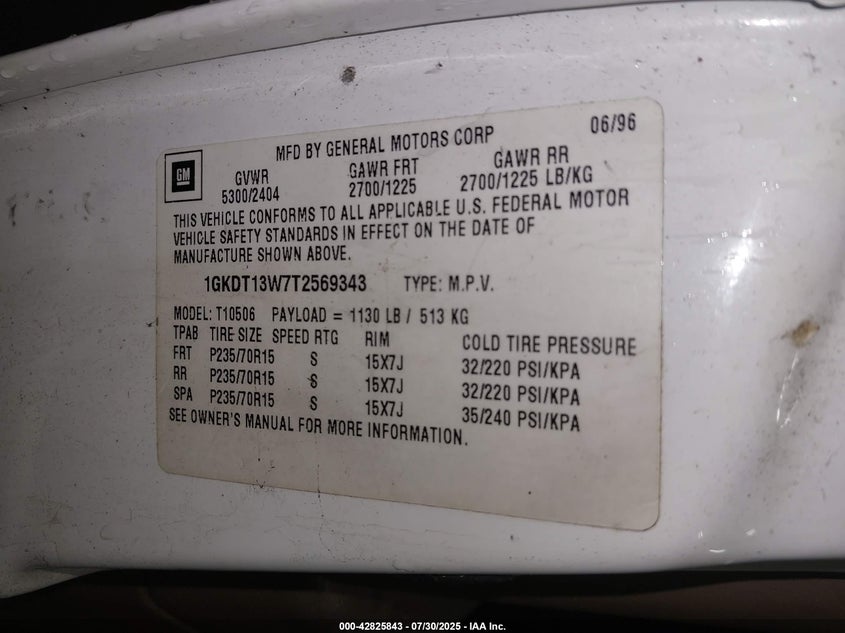 MFD BY GENERAL MOTORS CORP 06/96
GM
GVWR GAWR FRT GAWR RR
5300/2404 2700/1225 2700/1225 LB/KG
THIS VEHICLE CONFORMS TO ALL APPLICABLE U.S. FEDERAL MOTOR
VEHICLE SAFETY STANDARDS IN EFFECT ON THE DATE OF
MANUFACTURE SHOWN ABOVE.
1GKDT13W7T2569343 TYPE: M.P.V.
MODEL: T10506 PAYLOAD = 1130 LB / 513 KG
TPAB TIRE SIZE SPEED RTG RIM COLD TIRE PRESSURE
FRT P235/70R15 S 15X7J 32/220 PSI/KPA
RR P235/70R15 S 15X7J 32/220 PSI/KPA
SPA P235/70R15 S 15X7J 35/240 PSI/KPA
SEE OWNER'S MANUAL FOR MORE INFORMATION.
000-42825843 - 07/30/2025 - IAA Inc.